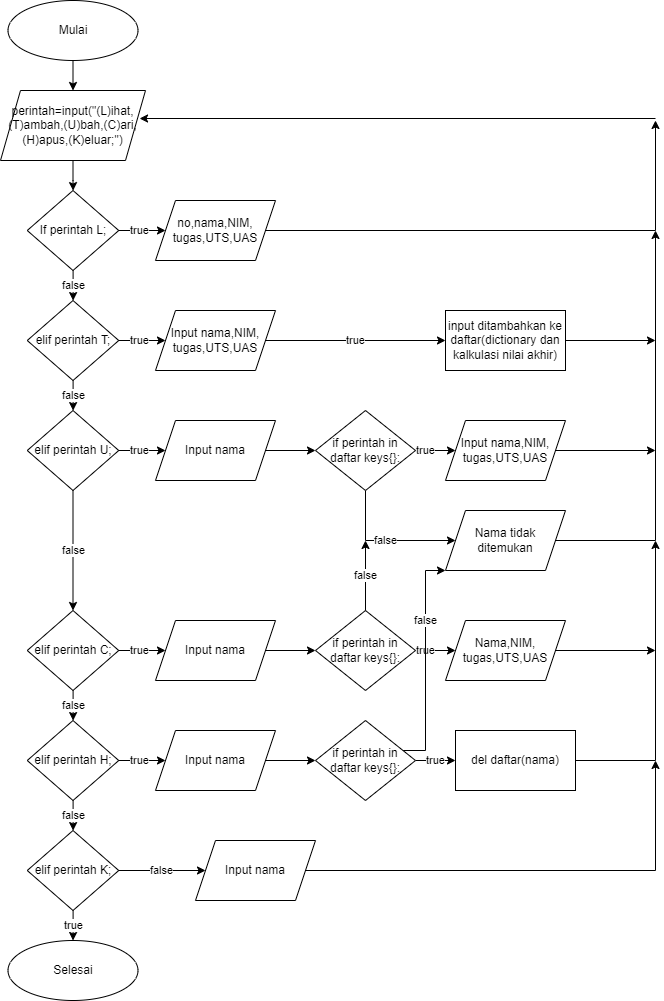 Mulai
perintah=input("(L)ihat,
(T)ambah,(U)bah,(C)ari,
(H)apus,(K)eluar;")
If perintah L;
true
no,nama,NIM,
tugas,UTS,UAS
false
elif perintah T;
true
Input nama,NIM,
tugas,UTS,UAS
true
input ditambahkan ke
daftar(dictionary dan
kalkulasi nilai akhir)
false
elif perintah U;
true
Input nama
if perintah in
daftar keys{}:
true
Input nama,NIM,
tugas,UTS,UAS
false
false
Nama tidak
ditemukan
false
false
elif perintah C;
true
Input nama
if perintah in
daftar keys{}:
true
Nama,NIM,
tugas,UTS,UAS
false
elif perintah H;
true
Input nama
if perintah in
daftar keys{}:
true
del daftar(nama)
false
elif perintah K;
false
Input nama
true
Selesai